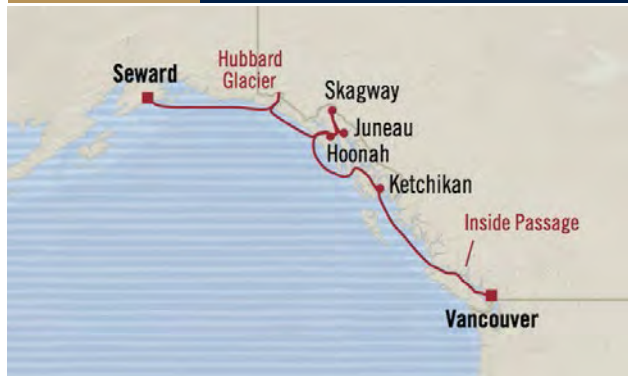 Hubbard
Glacier
Seward
Skagway
Juneau
Hoonah
Ketchikan
Inside Passage
Vancouver